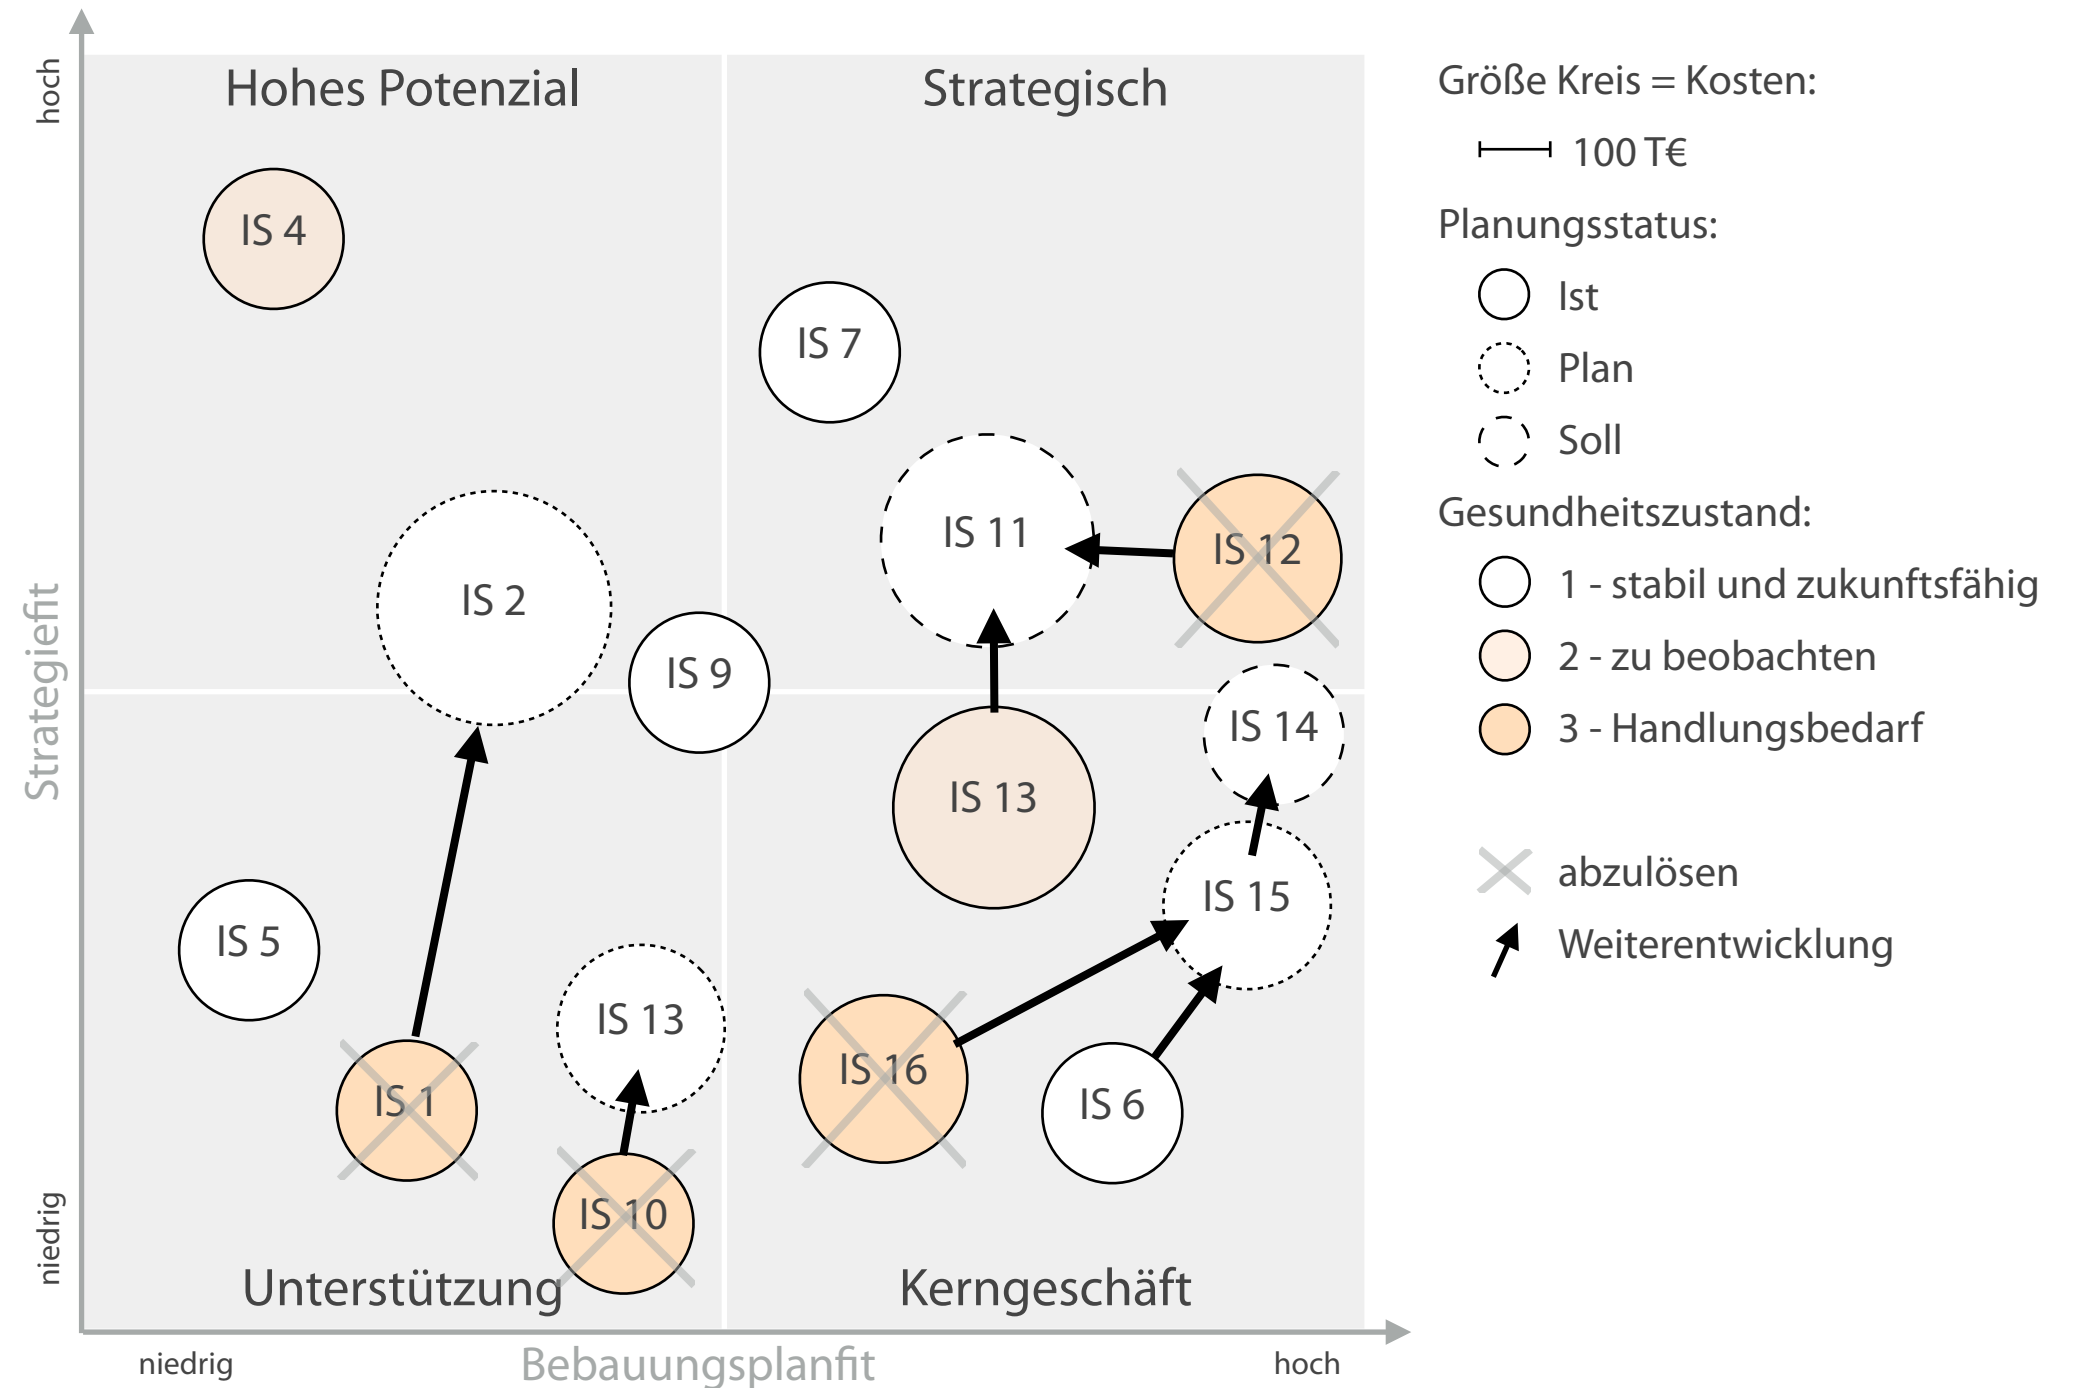 hoch
Hohes Potenzial
Strategisch
IS 4
IS 7
IS 11
IS 12
IS 2
IS 9
IS 14
IS 13
IS 15
IS 5
IS 13
IS 16
IS 1
IS 6
IS 10
Unterstützung
Kerngeschäft
Strategiefit
niedrig
niedrig
Bebauungsplanfit
hoch
Größe Kreis = Kosten:
100 T€
Planungsstatus:
Ist
Plan
Soll
Gesundheitszustand:
1 - stabil und zukunftsfähig
2 - zu beobachten
3 - Handlungsbedarf
abzulösen
Weiterentwicklung